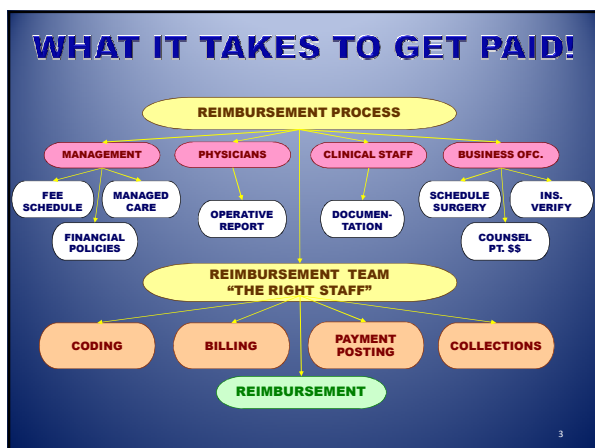 WHAT IT TAKES TO GET PAID!
REIMBURSEMENT PROCESS
MANAGEMENT
PHYSICIANS
CLINICAL STAFF
BUSINESS OFC.
FEE
SCHEDULE
MANAGED
CARE
FINANCIAL
POLICIES
OPERATIVE
REPORT
DOCUMEN-
TATION
SCHEDULE
SURGERY
INS.
VERIFY
COUNSEL
PT. $$
REIMBURSEMENT TEAM
“THE RIGHT STAFF”
CODING
BILLING
PAYMENT
POSTING
COLLECTIONS
REIMBURSEMENT
3